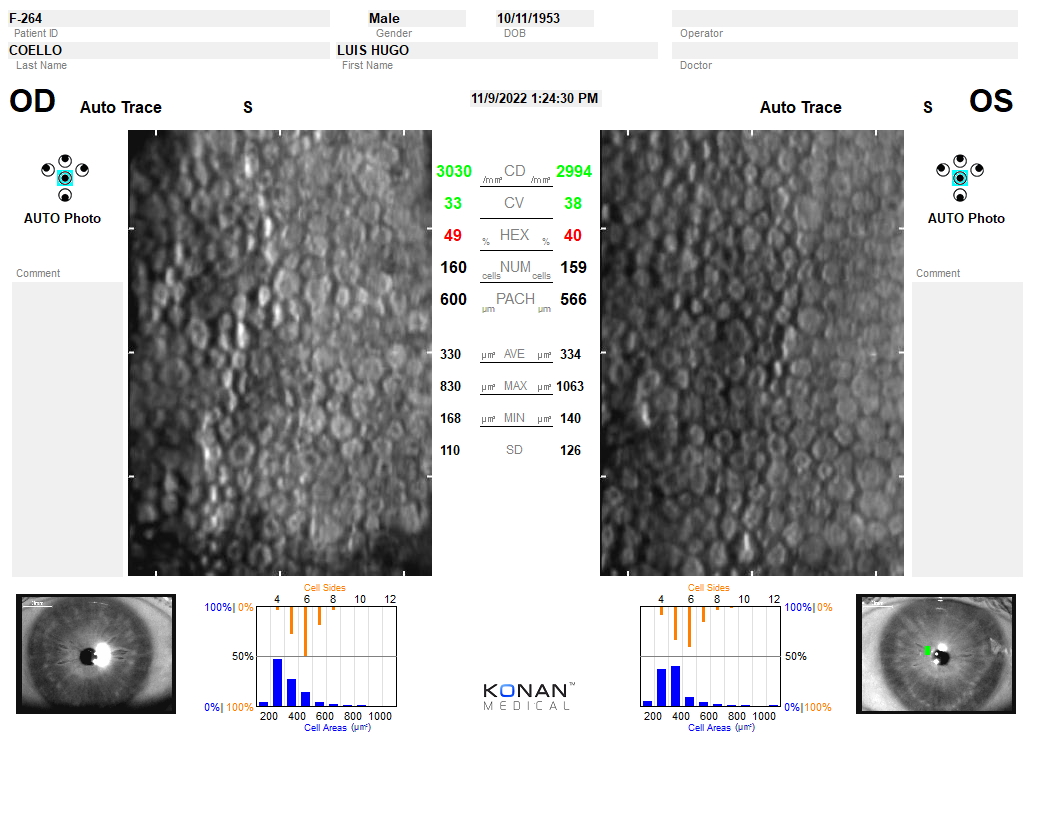 F-264 Male 10/11/1953
Patient ID Gender DOB Operator
COELLO LUIS HUGO
Last Name First Name Doctor
OD Auto Trace S 11/9/2022 1:24:30 PM Auto Trace S OS
3030 /mm² CD /mm² 2994
33 CV 38
AUTO Photo AUTO Photo
49 % HEX % 40
160 cells NUM cells 159
Comment Comment
600 µm PACH µm 566
330 µm² AVE µm² 334
830 µm² MAX µm² 1063
168 µm² MIN µm² 140
110 SD 126
Cell Sides Cell Sides
4 6 8 10 12 4 6 8 10 12
100%| 0% 100%| 0%
50% 50%
KONAN™
MEDICAL
0%| 100% 0%| 100%
200 400 600 800 1000 200 400 600 800 1000
Cell Areas (µm²) Cell Areas (µm²)